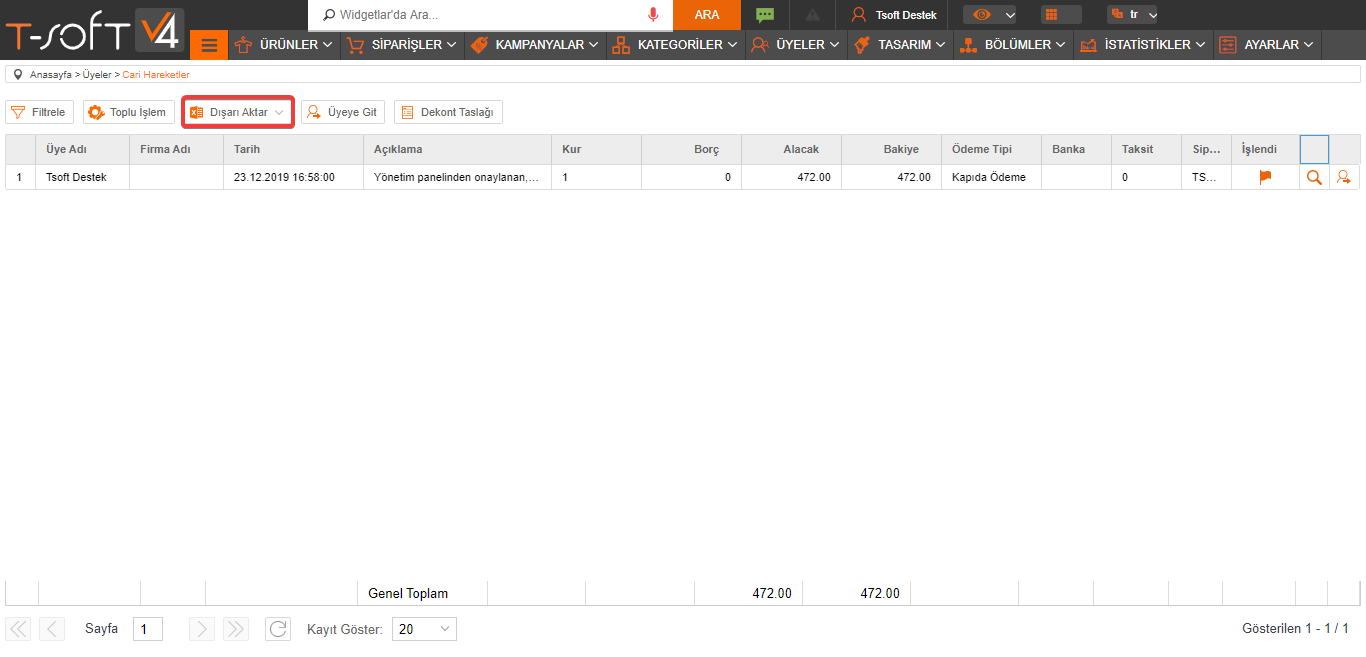 T-SOFT V4
Widgetlar'da Ara...
ARA
Tsoft Destek
tr
ÜRÜNLER
SİPARİŞLER
KAMPANYALAR
KATEGORİLER
ÜYELER
TASARIM
BÖLÜMLER
İSTATİSTİKLER
AYARLAR
Anasayfa > Üyeler > Cari Hareketler
Filtrele
Toplu İşlem
Dışarı Aktar
Üyeye Git
Dekont Taslağı
Üye Adı Firma Adı Tarih Açıklama Kur Borç Alacak Bakiye Ödeme Tipi Banka Taksit Sip... İşlendi
1 Tsoft Destek 23.12.2019 16:58:00 Yönetim panelinden onaylanan,... 1 0 472.00 472.00 Kapıda Ödeme 0 TS...
Genel Toplam 472.00 472.00
Sayfa 1 Kayıt Göster: 20 Gösterilen 1 - 1 / 1